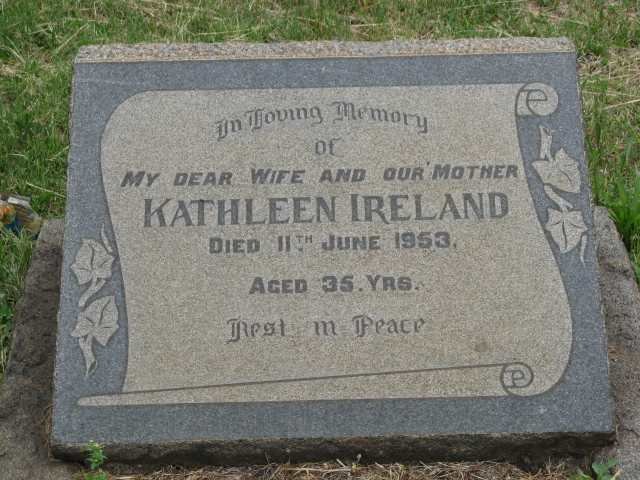 In Loving Memory
of
MY DEAR WIFE AND OUR MOTHER
KATHLEEN IRELAND
DIED 11TH JUNE 1953.
AGED 35. YRS.
Rest in Peace